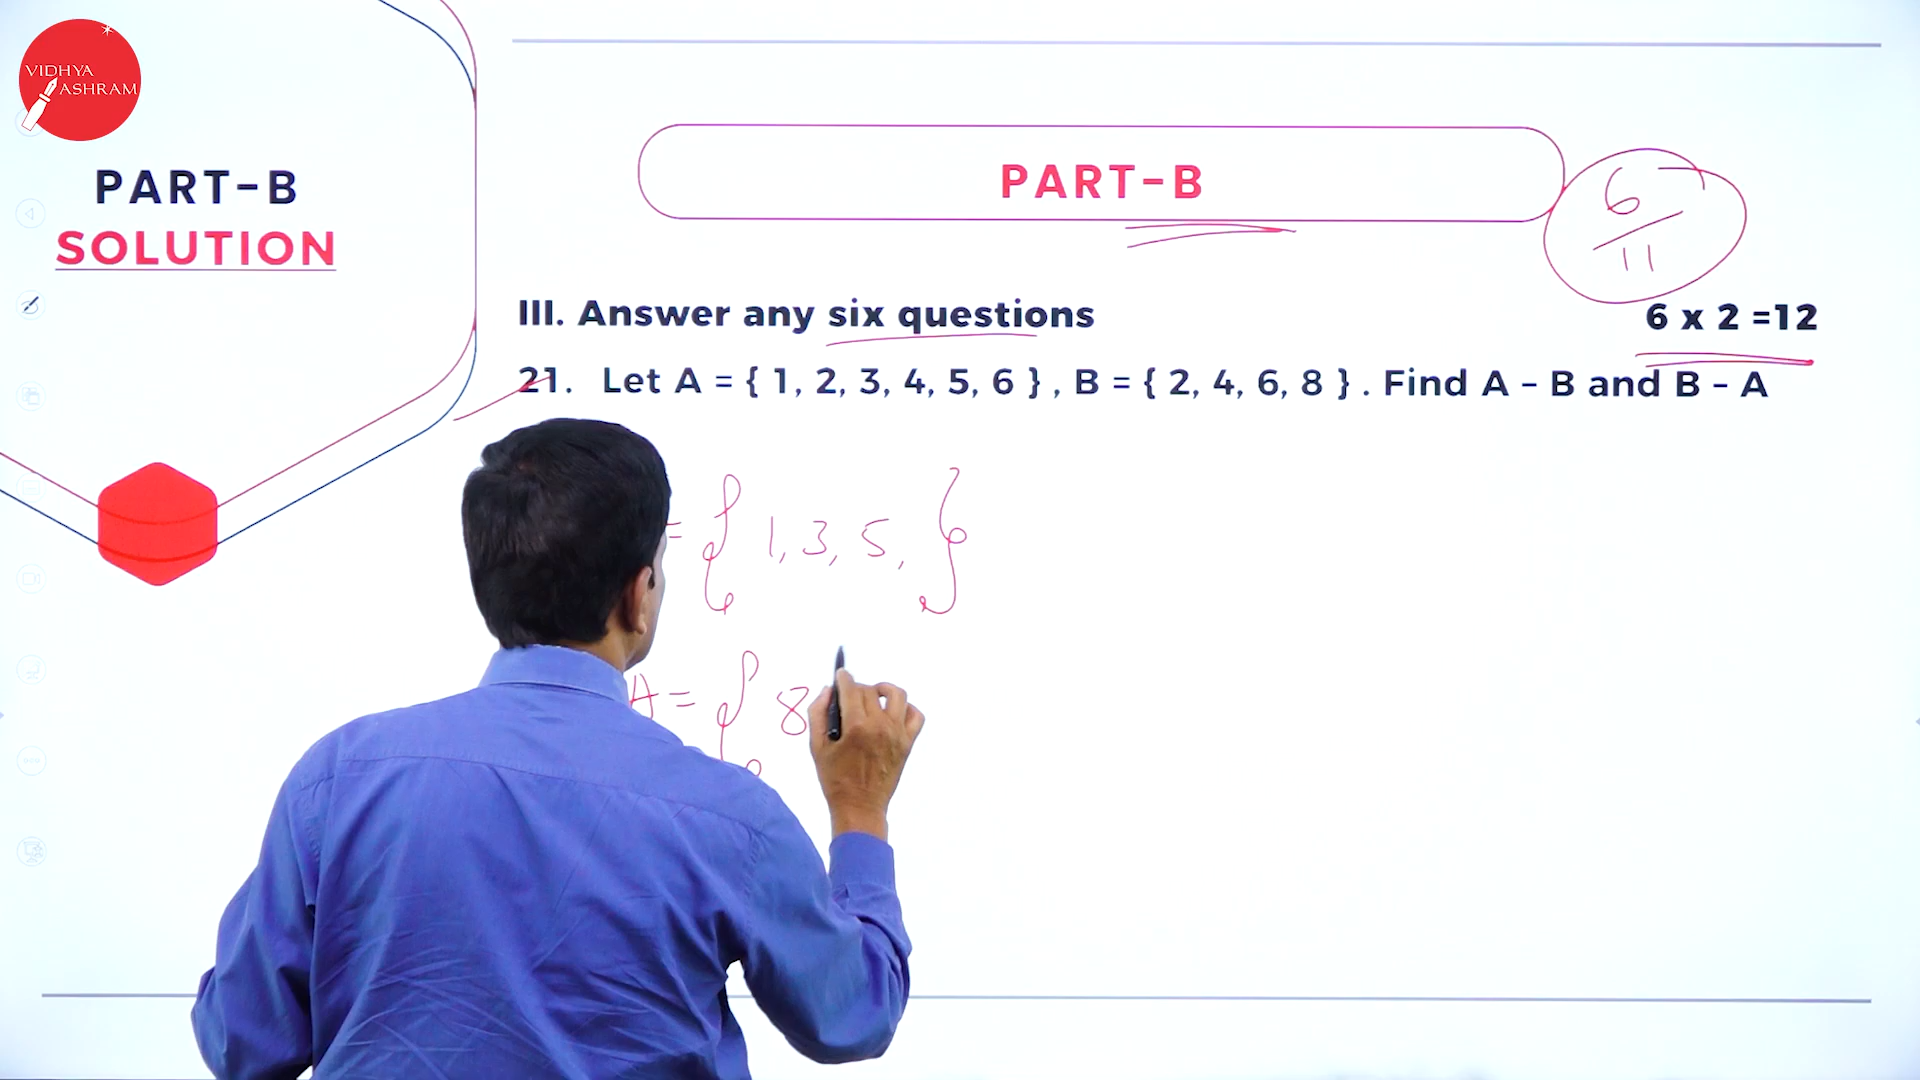 VIDHYA
ASHRAM
PART-B
SOLUTION
PART-B
6
11
III. Answer any six questions
6 x 2 =12
21. Let A = { 1, 2, 3, 4, 5, 6 } , B = { 2, 4, 6, 8 } . Find A – B and B – A
= { 1, 3, 5, }
A = { 8